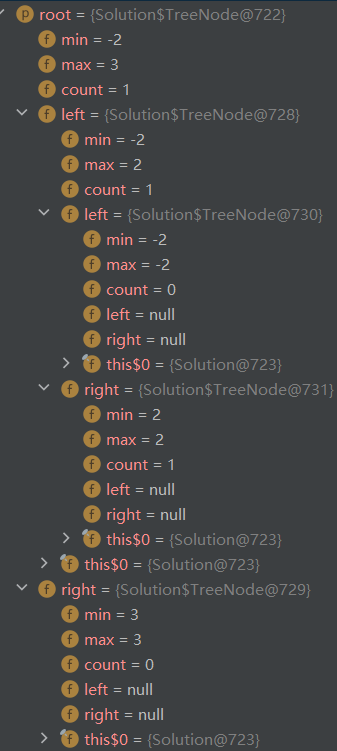 p root = {Solution$TreeNode@722}
f min = -2
f max = 3
f count = 1
f left = {Solution$TreeNode@728}
f min = -2
f max = 2
f count = 1
f left = {Solution$TreeNode@730}
f min = -2
f max = -2
f count = 0
f left = null
f right = null
f this$0 = {Solution@723}
f right = {Solution$TreeNode@731}
f min = 2
f max = 2
f count = 1
f left = null
f right = null
f this$0 = {Solution@723}
f this$0 = {Solution@723}
f right = {Solution$TreeNode@729}
f min = 3
f max = 3
f count = 0
f left = null
f right = null
f this$0 = {Solution@723}